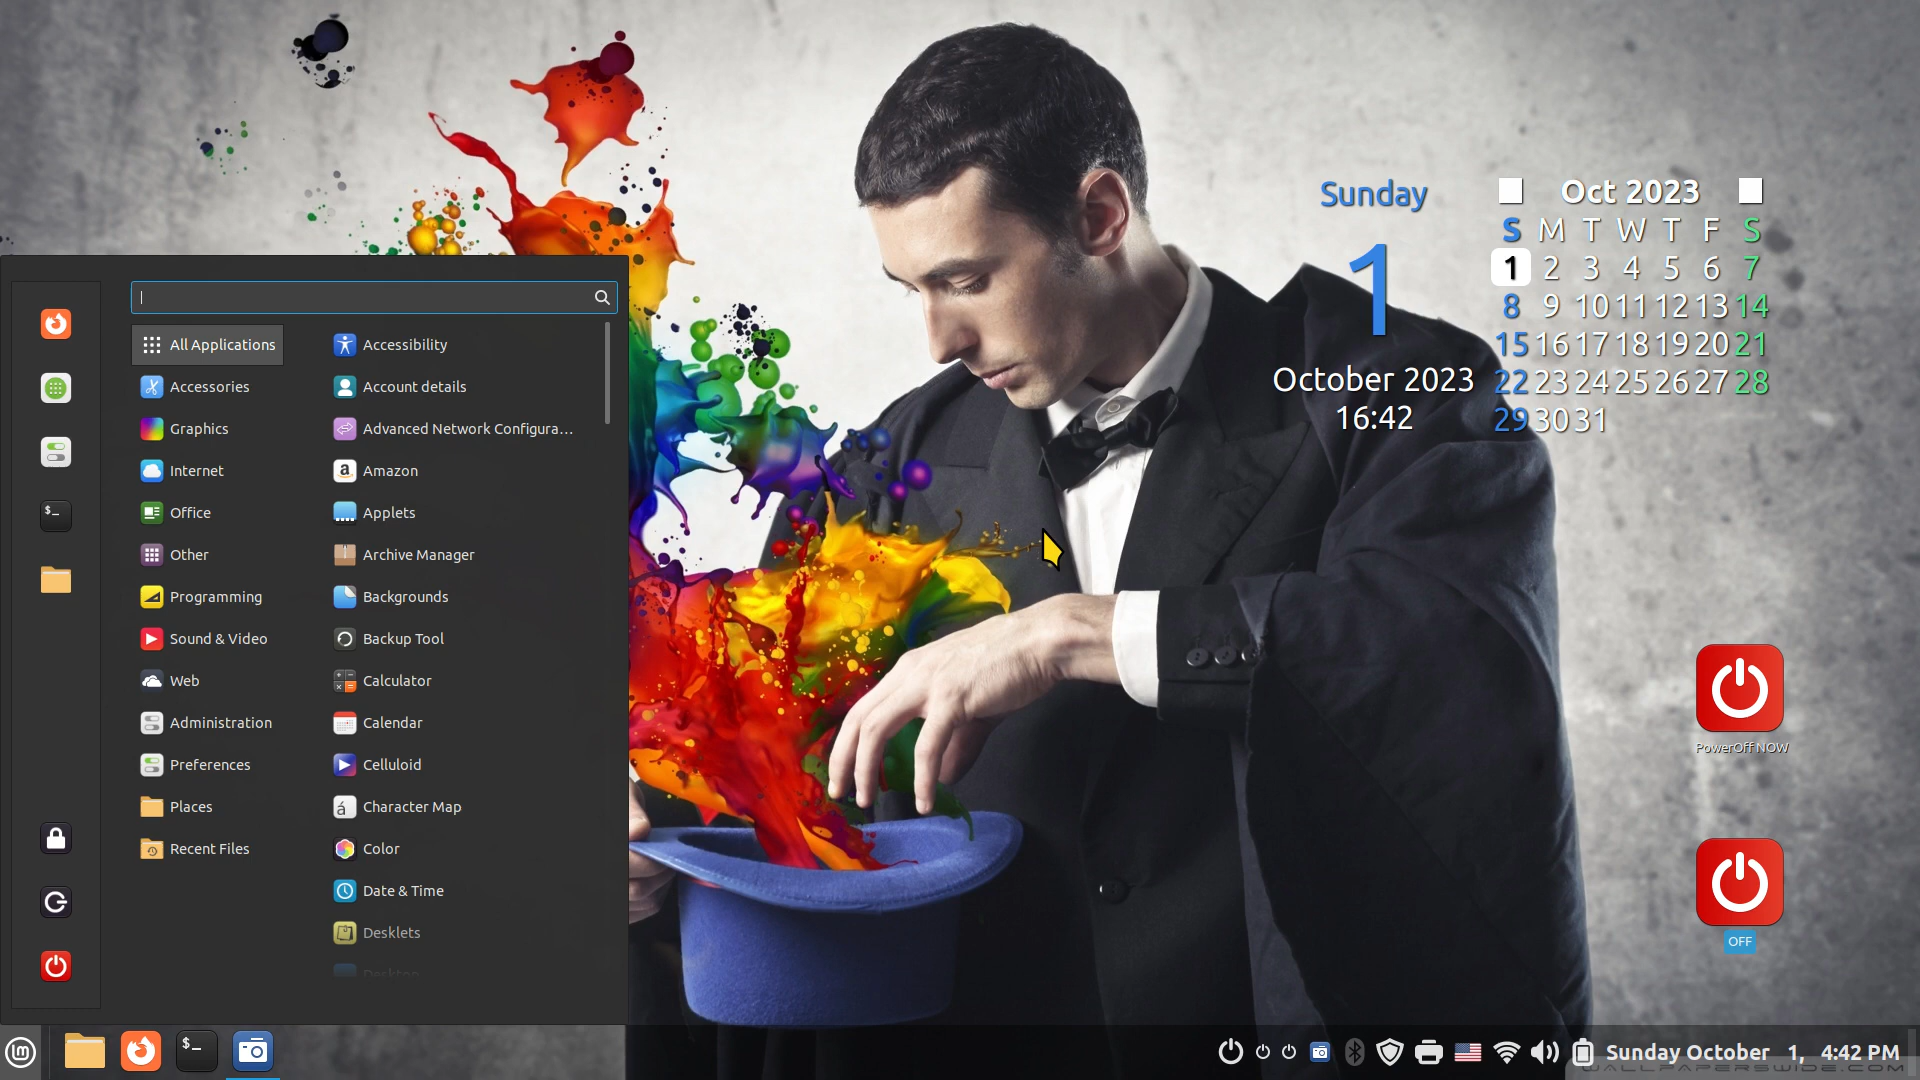 All Applications
Accessories
Graphics
Internet
Office
Other
Programming
Sound & Video
Web
Administration
Preferences
Places
Recent Files
Accessibility
Account details
Advanced Network Configura...
Amazon
Applets
Archive Manager
Backgrounds
Backup Tool
Calculator
Calendar
Celluloid
Character Map
Color
Date & Time
Desklets
Desktop
Sunday
1
October 2023
16:42
Oct 2023
S M T W T F S
1 2 3 4 5 6 7
8 9 10 11 12 13 14
15 16 17 18 19 20 21
22 23 24 25 26 27 28
29 30 31
PowerOff NOW
OFF
Sunday October 1, 4:42 PM
WALLPAPERSWIDE.COM